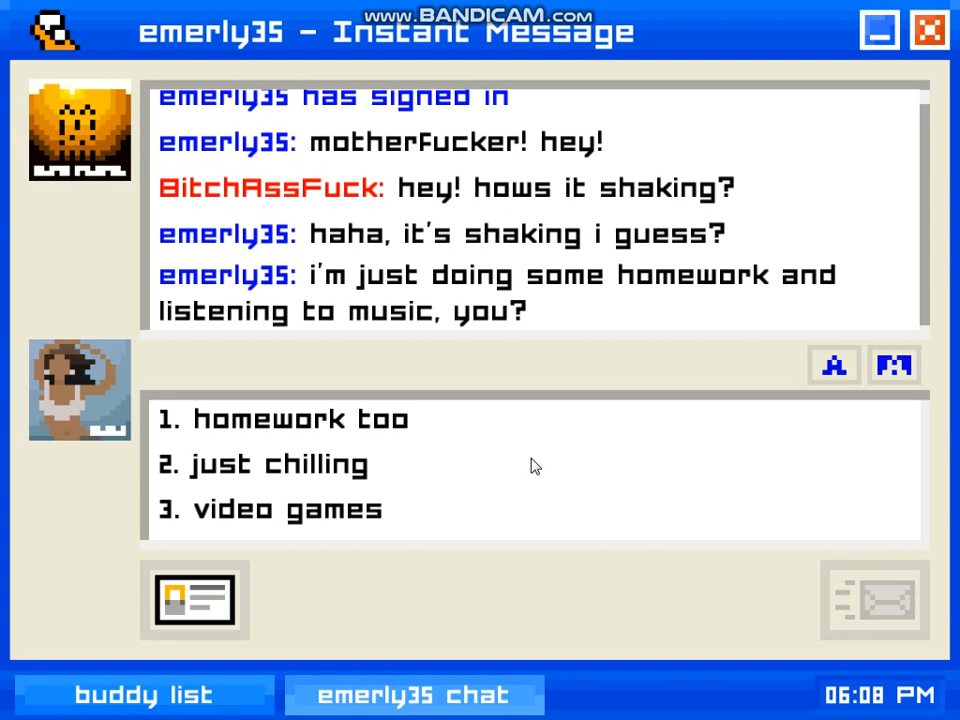 www.BANDICAM.com
emerly35 - Instant Message
emerly35 has signed in
emerly35: motherfucker! hey!
BitchAssFuck: hey! hows it shaking?
emerly35: haha, it's shaking i guess?
emerly35: i'm just doing some homework and
listening to music, you?
A
1. homework too
2. just chilling
3. video games
buddy list
emerly35 chat
06:08 PM